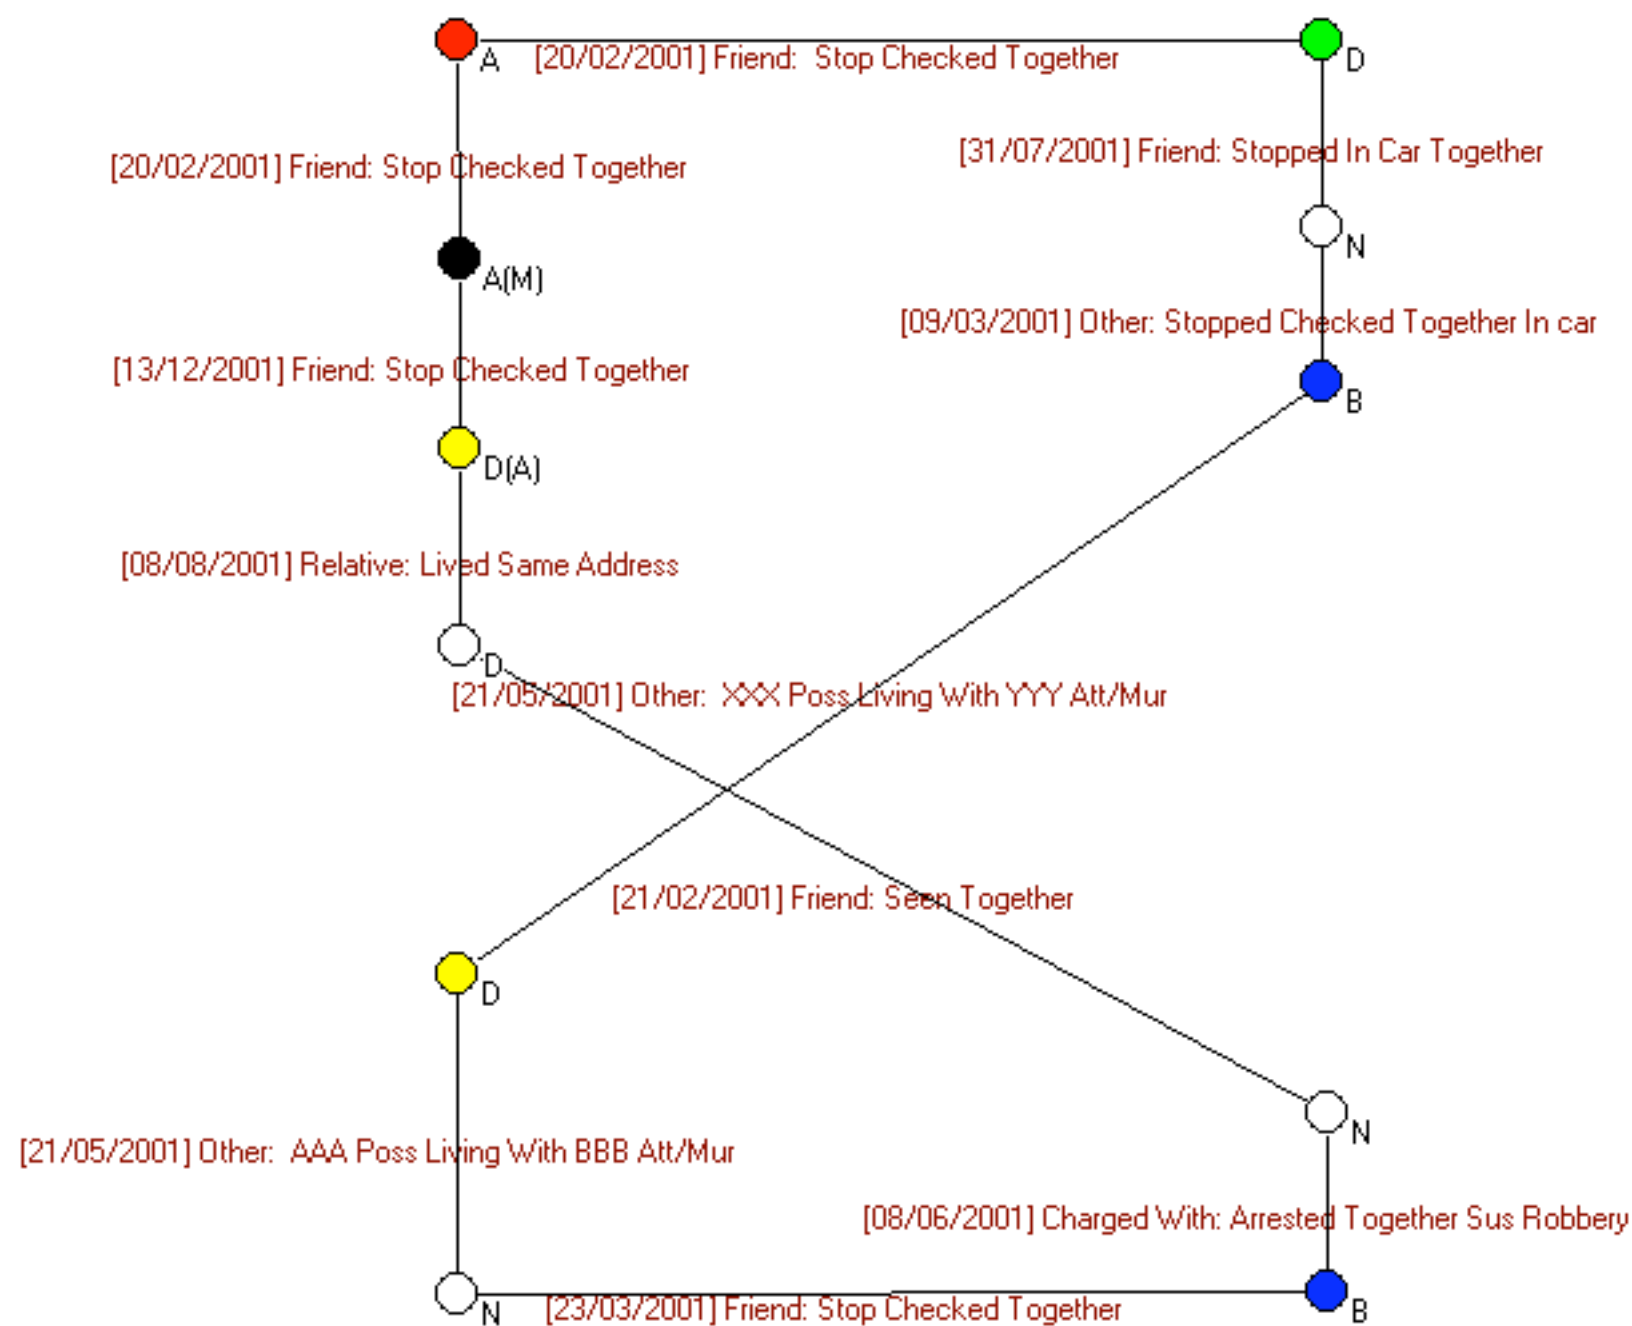 A
[20/02/2001] Friend:  Stop Checked Together
D
[20/02/2001] Friend: Stop Checked Together
[31/07/2001] Friend: Stopped In Car Together
N
A(M)
[09/03/2001] Other: Stopped Checked Together In car
[13/12/2001] Friend: Stop Checked Together
B
D(A)
[08/08/2001] Relative: Lived Same Address
D
[21/05/2001] Other:  XXX Poss Living With YYY Att/Mur
[21/02/2001] Friend: Seen Together
D
N
[21/05/2001] Other:  AAA Poss Living With BBB Att/Mur
[08/06/2001] Charged With: Arrested Together Sus Robbery
N
[23/03/2001] Friend: Stop Checked Together
B